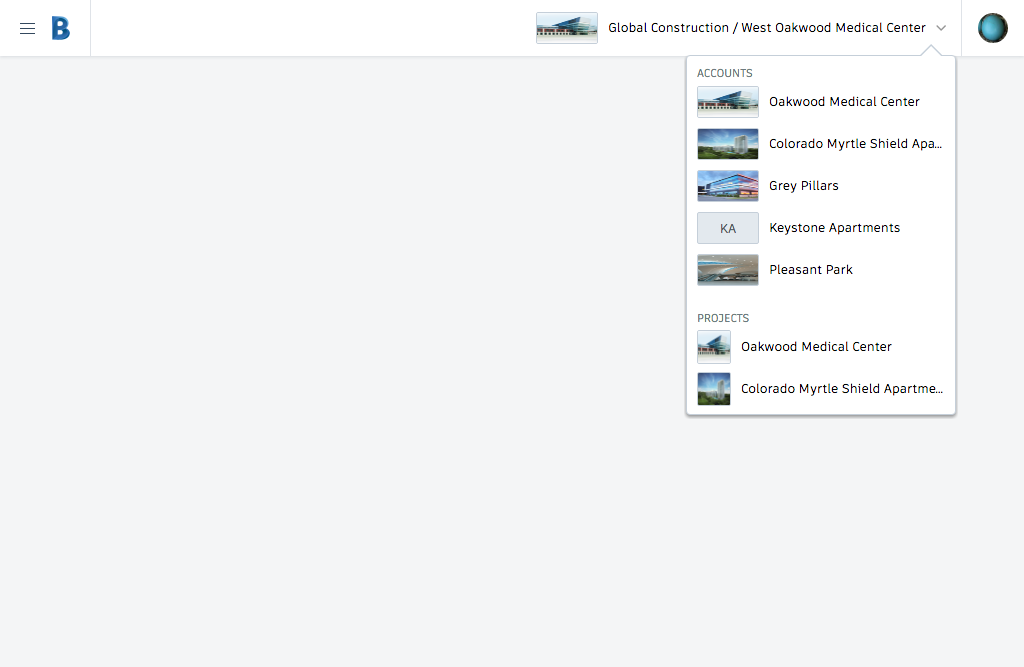 B
Global Construction / West Oakwood Medical Center
ACCOUNTS
Oakwood Medical Center
Colorado Myrtle Shield Apa...
Grey Pillars
KA
Keystone Apartments
Pleasant Park
PROJECTS
Oakwood Medical Center
Colorado Myrtle Shield Apartme...